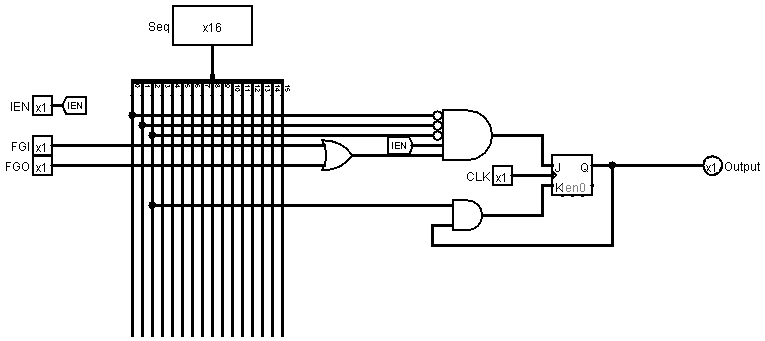 Seq x16
0 1 2 3 4 5 6 7 8 9 10 11 12 13 14 15
IEN x1 IEN
FGI x1
IEN
FGO x1
CLK x1
J Q
K en0
x1 Output